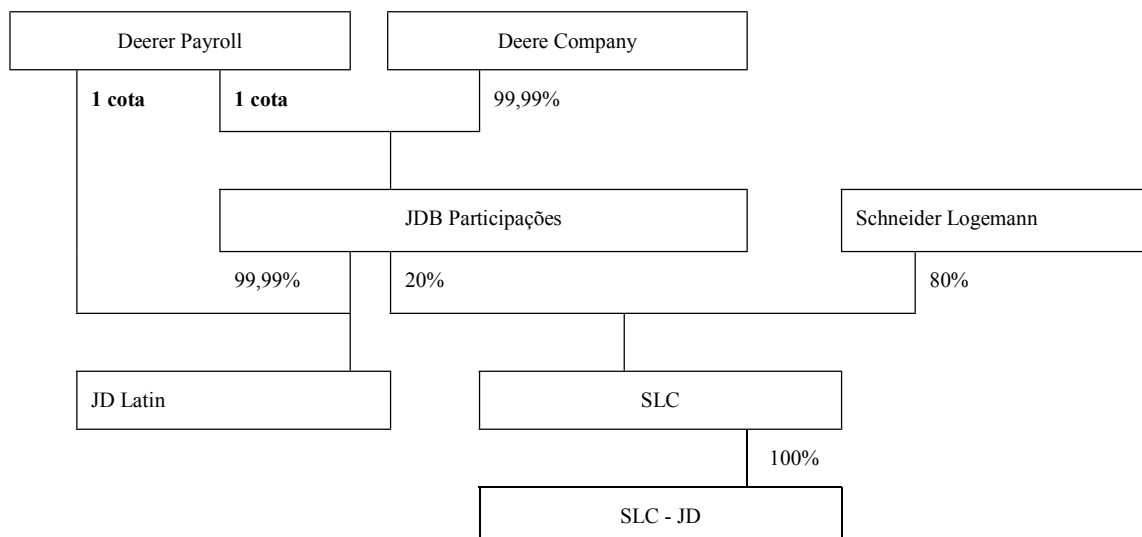 Deerer Payroll
Deere Company
1 cota
1 cota
99,99%
JDB Participações
Schneider Logemann
99,99%
20%
80%
JD Latin
SLC
100%
SLC - JD